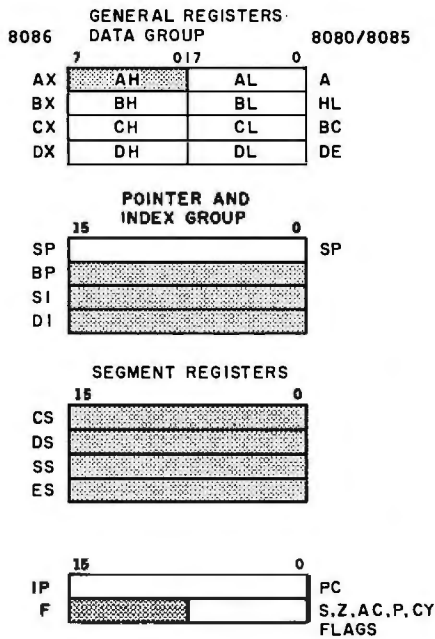 GENERAL REGISTERS
8086 DATA GROUP 8080/8085
7 0 7 0
AX AH AL A
BX BH BL HL
CX CH CL BC
DX DH DL DE
POINTER AND
INDEX GROUP
15 0
SP SP
BP
SI
DI
SEGMENT REGISTERS
15 0
CS
DS
SS
ES
15 0
IP PC
F S,Z,AC,P,CY
FLAGS